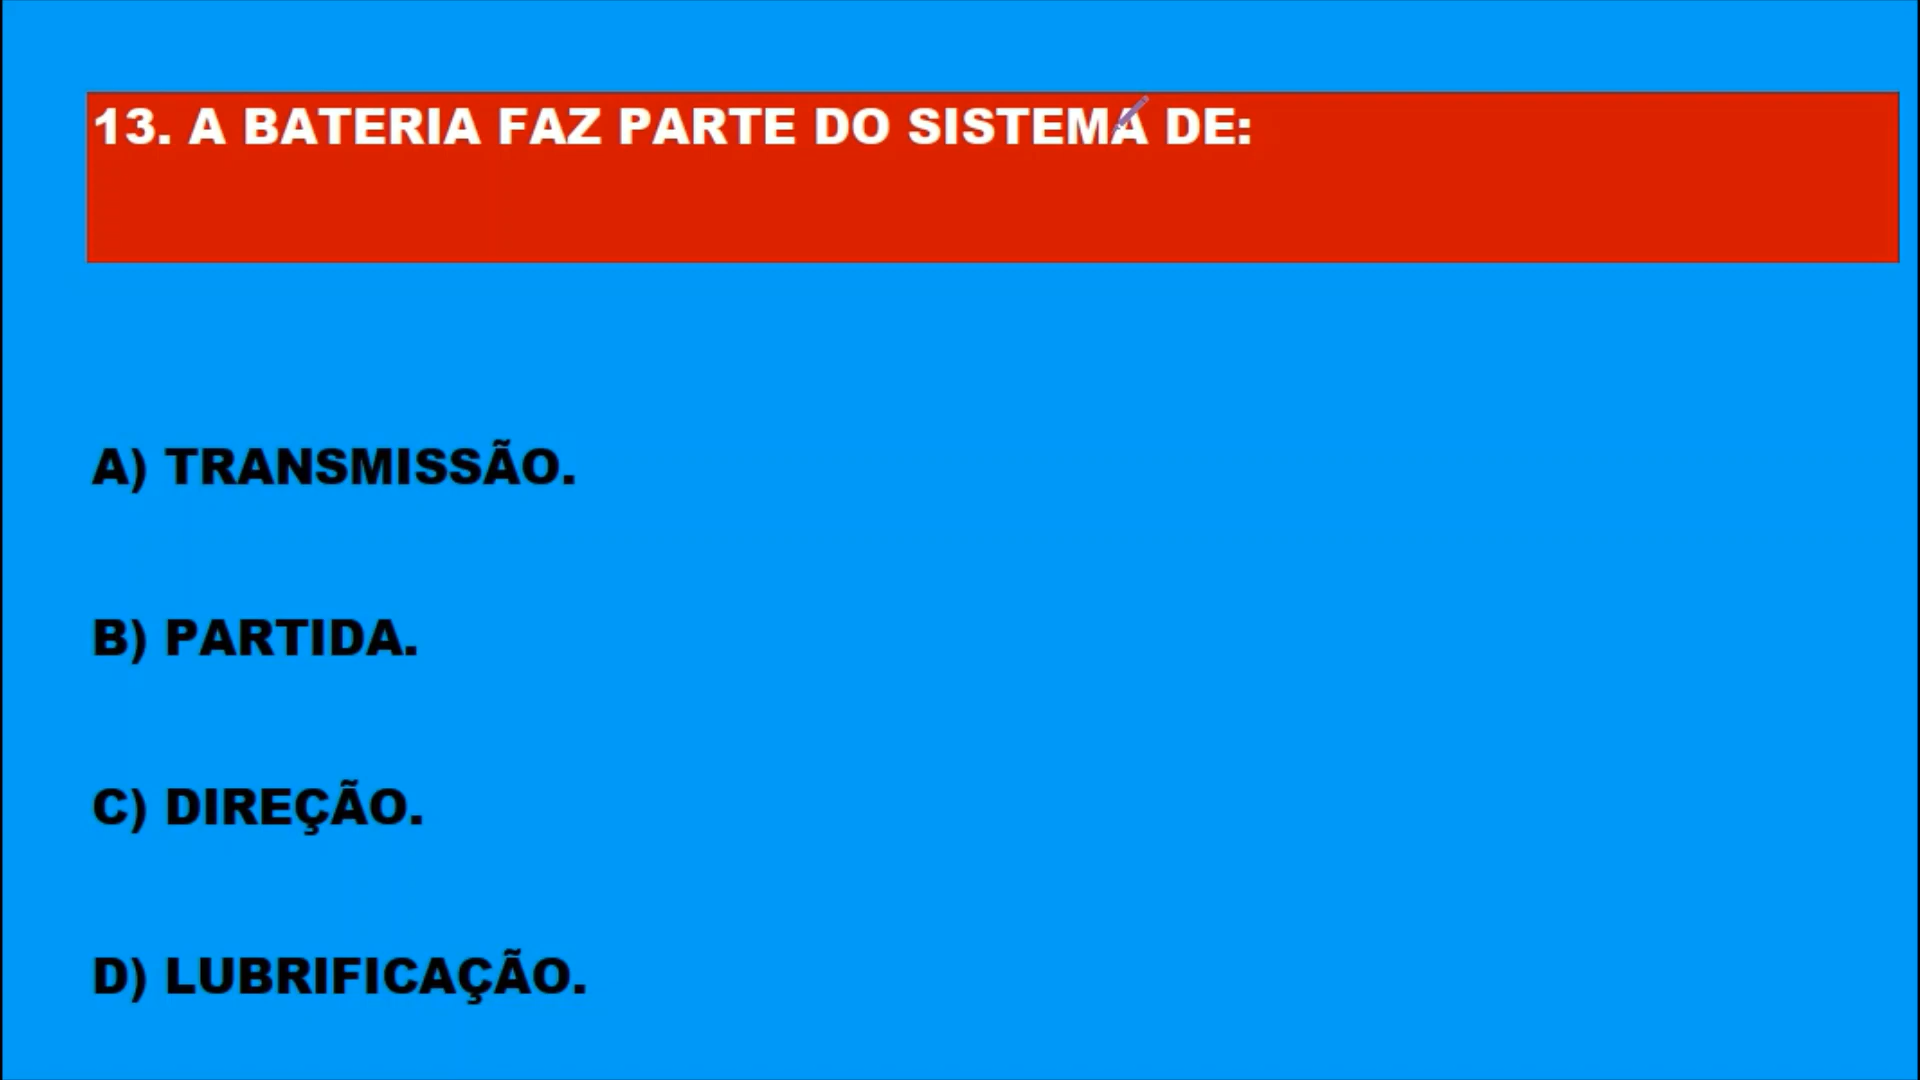 13. A BATERIA FAZ PARTE DO SISTEMA DE:
A) TRANSMISSÃO.
B) PARTIDA.
C) DIREÇÃO.
D) LUBRIFICAÇÃO.